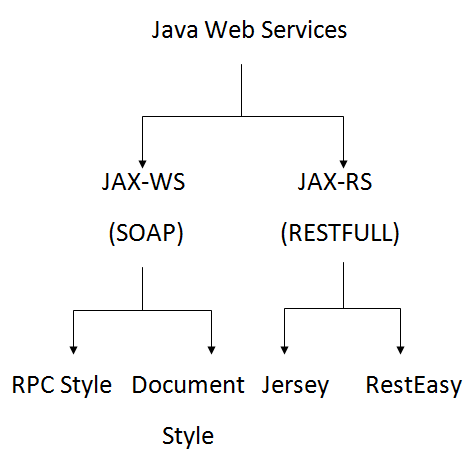 Java Web Services
JAX-WS JAX-RS
(SOAP) (RESTFULL)
RPC Style Document Jersey RestEasy
Style